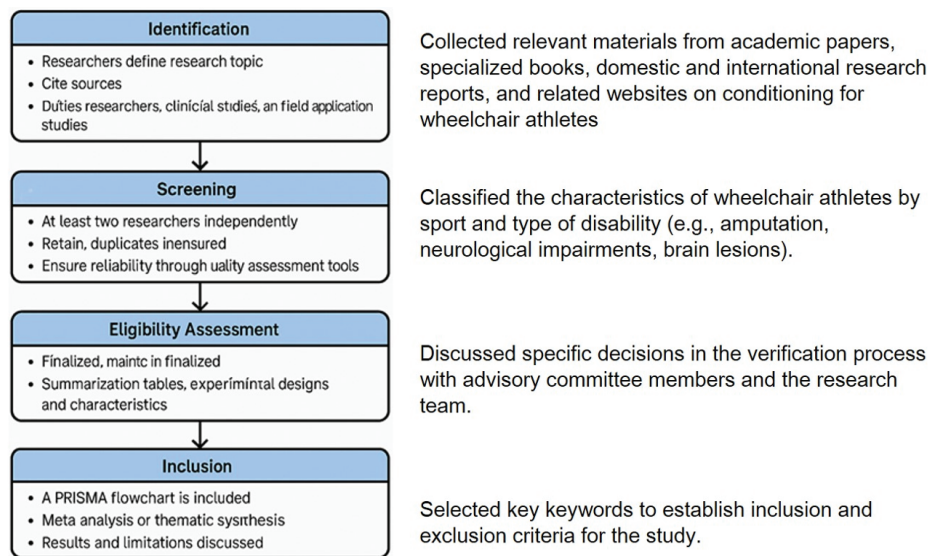 Identification
• Researchers define research topic
• Cite sources
• Duties researchers, clinícial studies, an field application
studies
Collected relevant materials from academic papers,
specialized books, domestic and international research
reports, and related websites on conditioning for
wheelchair athletes
Screening
• At least two researchers independently
• Retain, duplicates inensured
• Ensure reliability through uality assessment tools
Classified the characteristics of wheelchair athletes by
sport and type of disability (e.g., amputation,
neurological impairments, brain lesions).
Eligibility Assessment
• Finalized, maintc in finalized
• Summarization tables, experimíntal designs
and characteristics
Discussed specific decisions in the verification process
with advisory committee members and the research
team.
Inclusion
• A PRISMA flowchart is included
• Meta analysis or thematic sysıthesis
• Results and limitations discussed
Selected key keywords to establish inclusion and
exclusion criteria for the study.